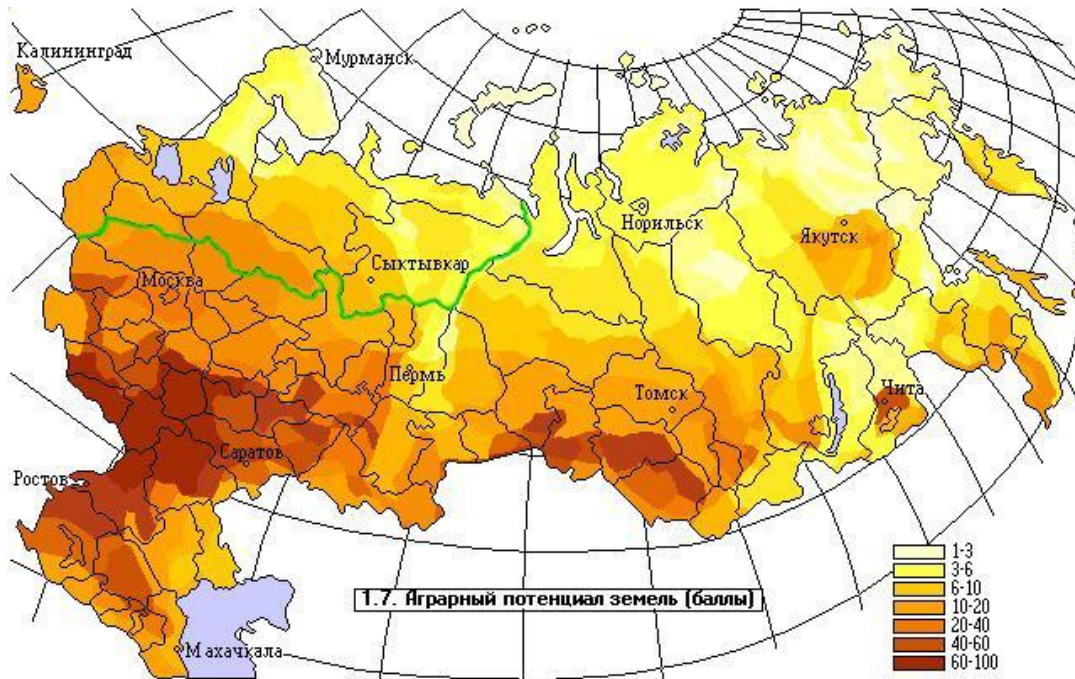 Калининград
Мурманск
Норильск
Якутск
Сыктывкар
Москва
Пермь
Томск
Чита
Саратов
Ростов
1-3
3-6
6-10
10-20
20-40
40-60
60-100
1.7. Аграрный потенциал земель (баллы)
Махачкала